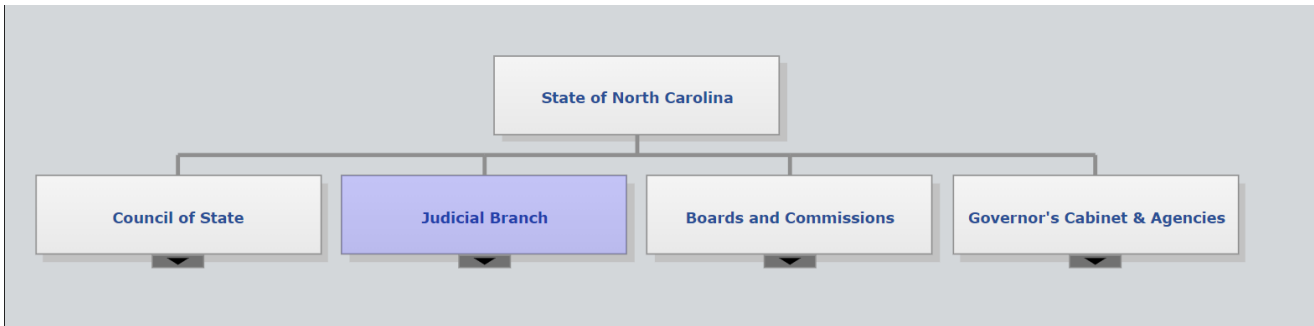 State of North Carolina
Council of State
Judicial Branch
Boards and Commissions
Governor's Cabinet & Agencies